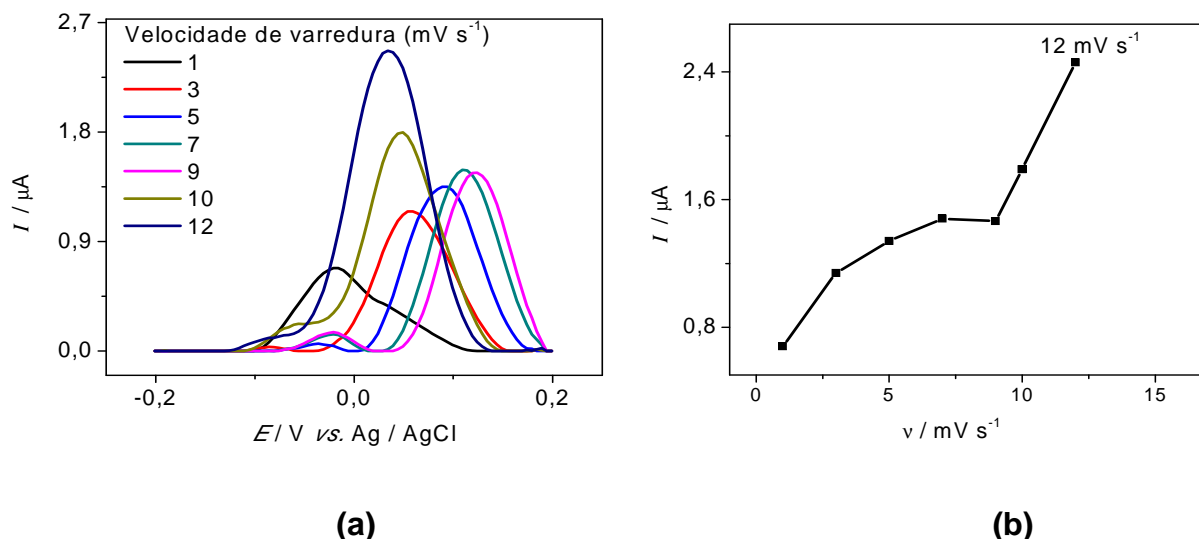 Velocidade de varredura (mV s⁻¹)
1
3
5
7
9
10
12
2,7
1,8
0,9
0,0
I / μA
-0,2
0,0
0,2
E / V vs. Ag / AgCl
(a)
12 mV s⁻¹
2,4
1,6
0,8
I / μA
0
5
10
15
ν / mV s⁻¹
(b)